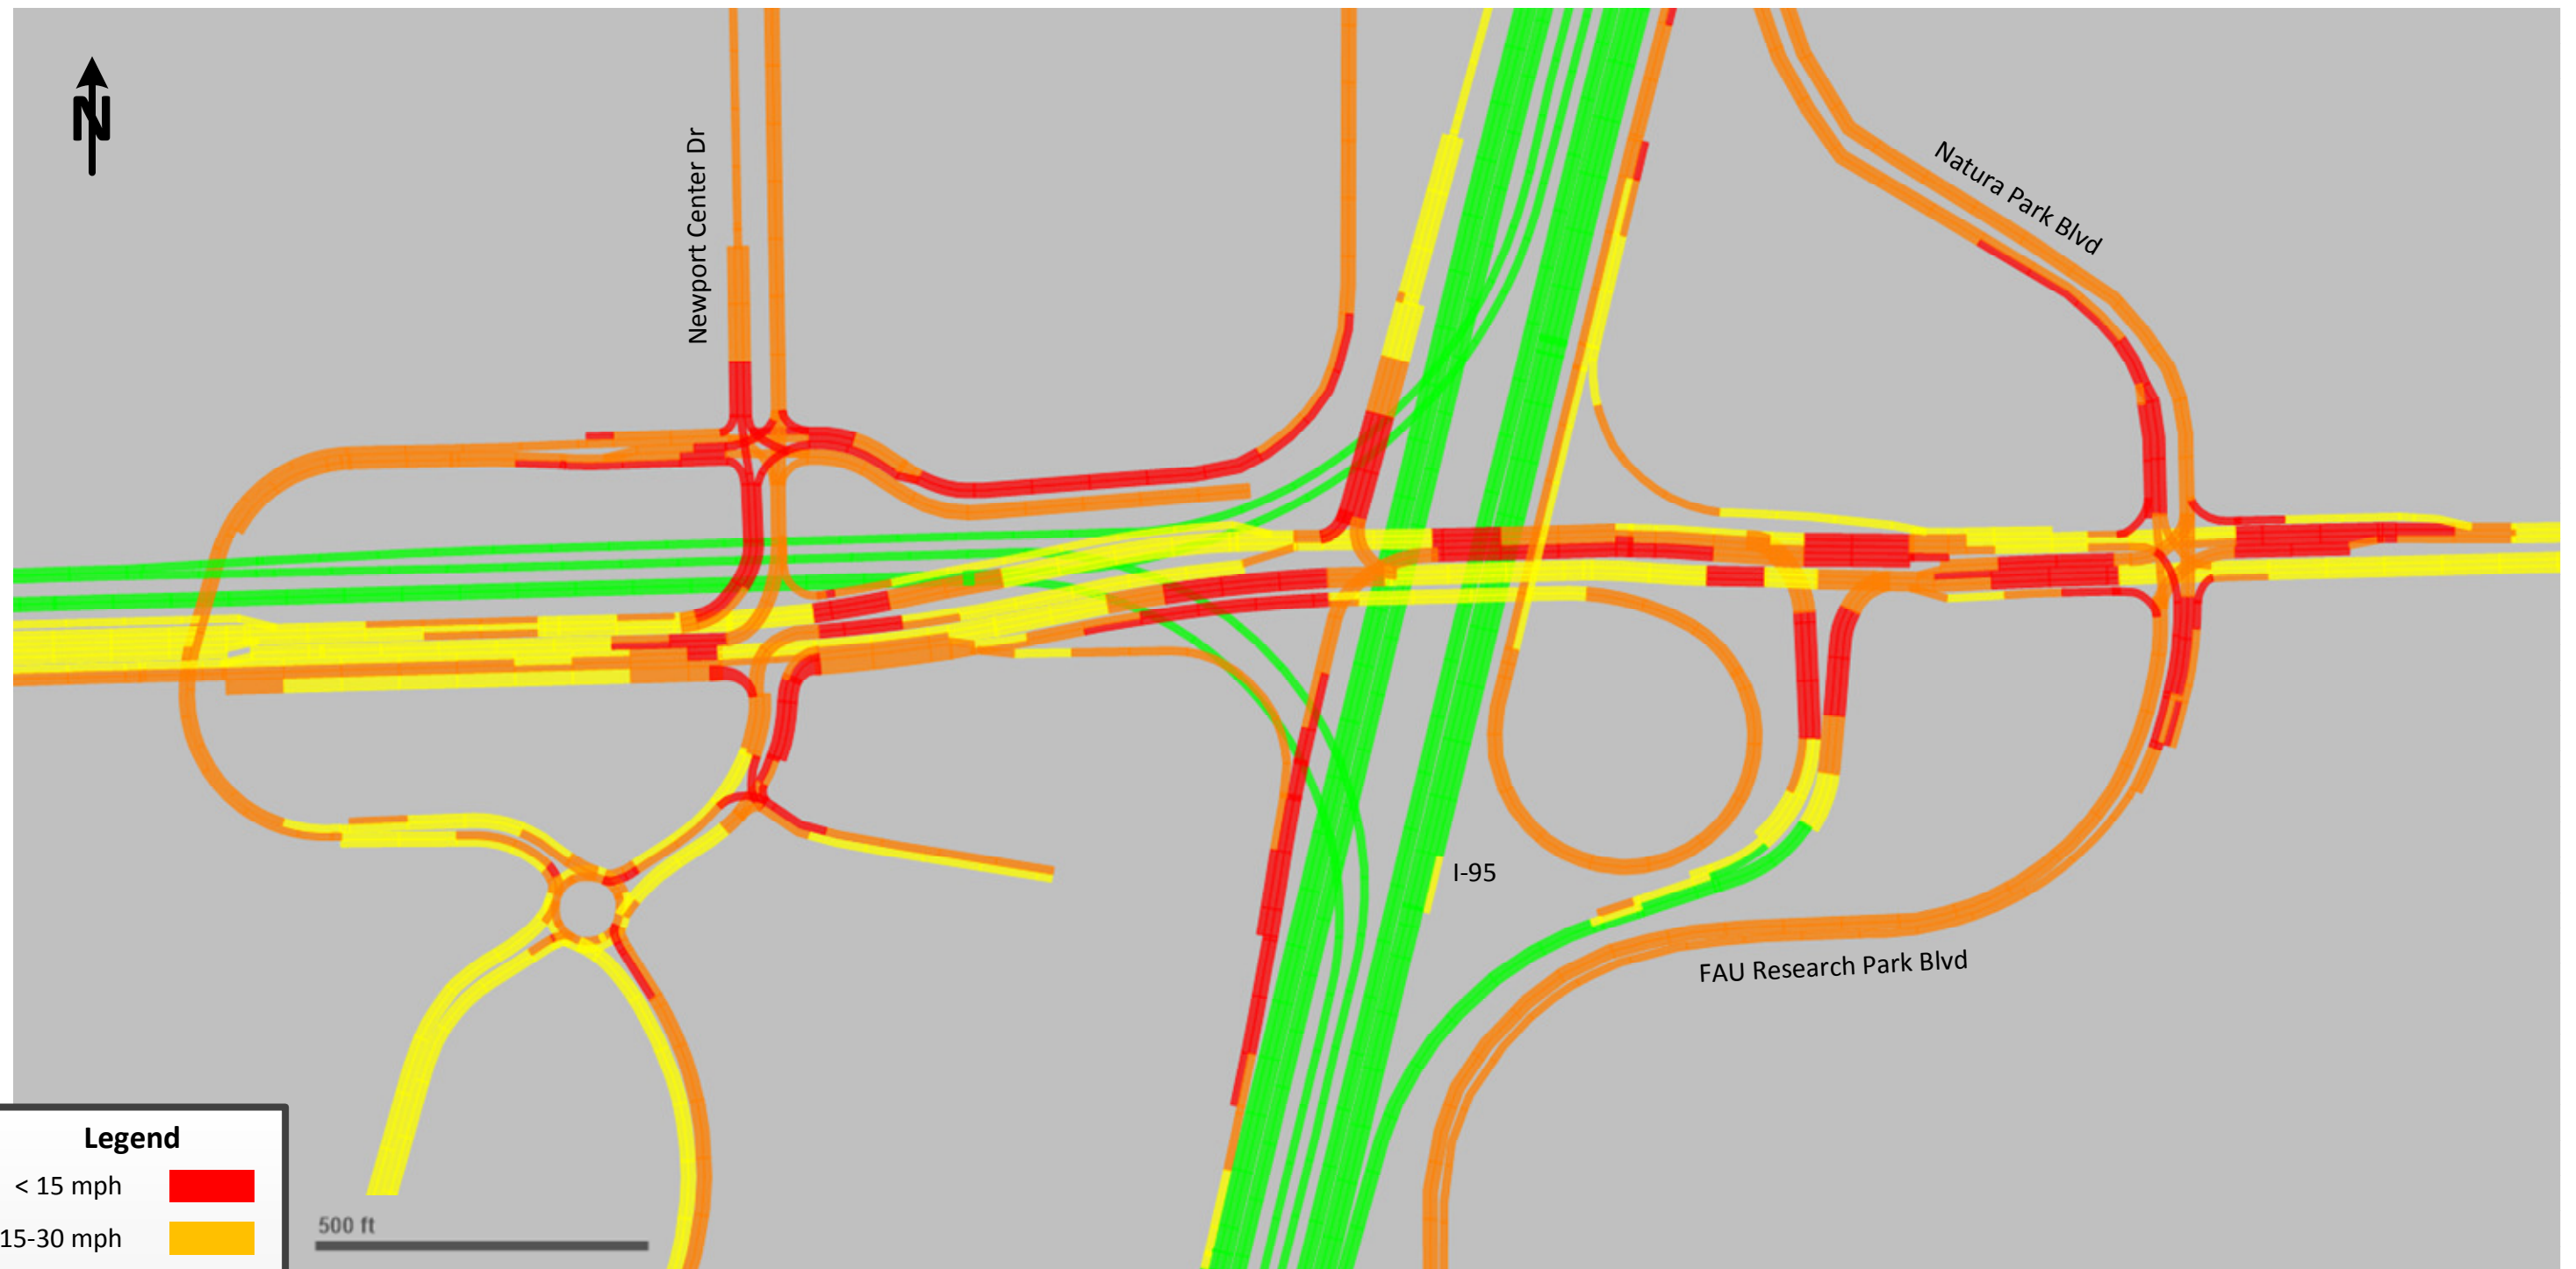 N
Newport Center Dr
Natura Park Blvd
I-95
FAU Research Park Blvd
Legend
< 15 mph
15-30 mph
500 ft